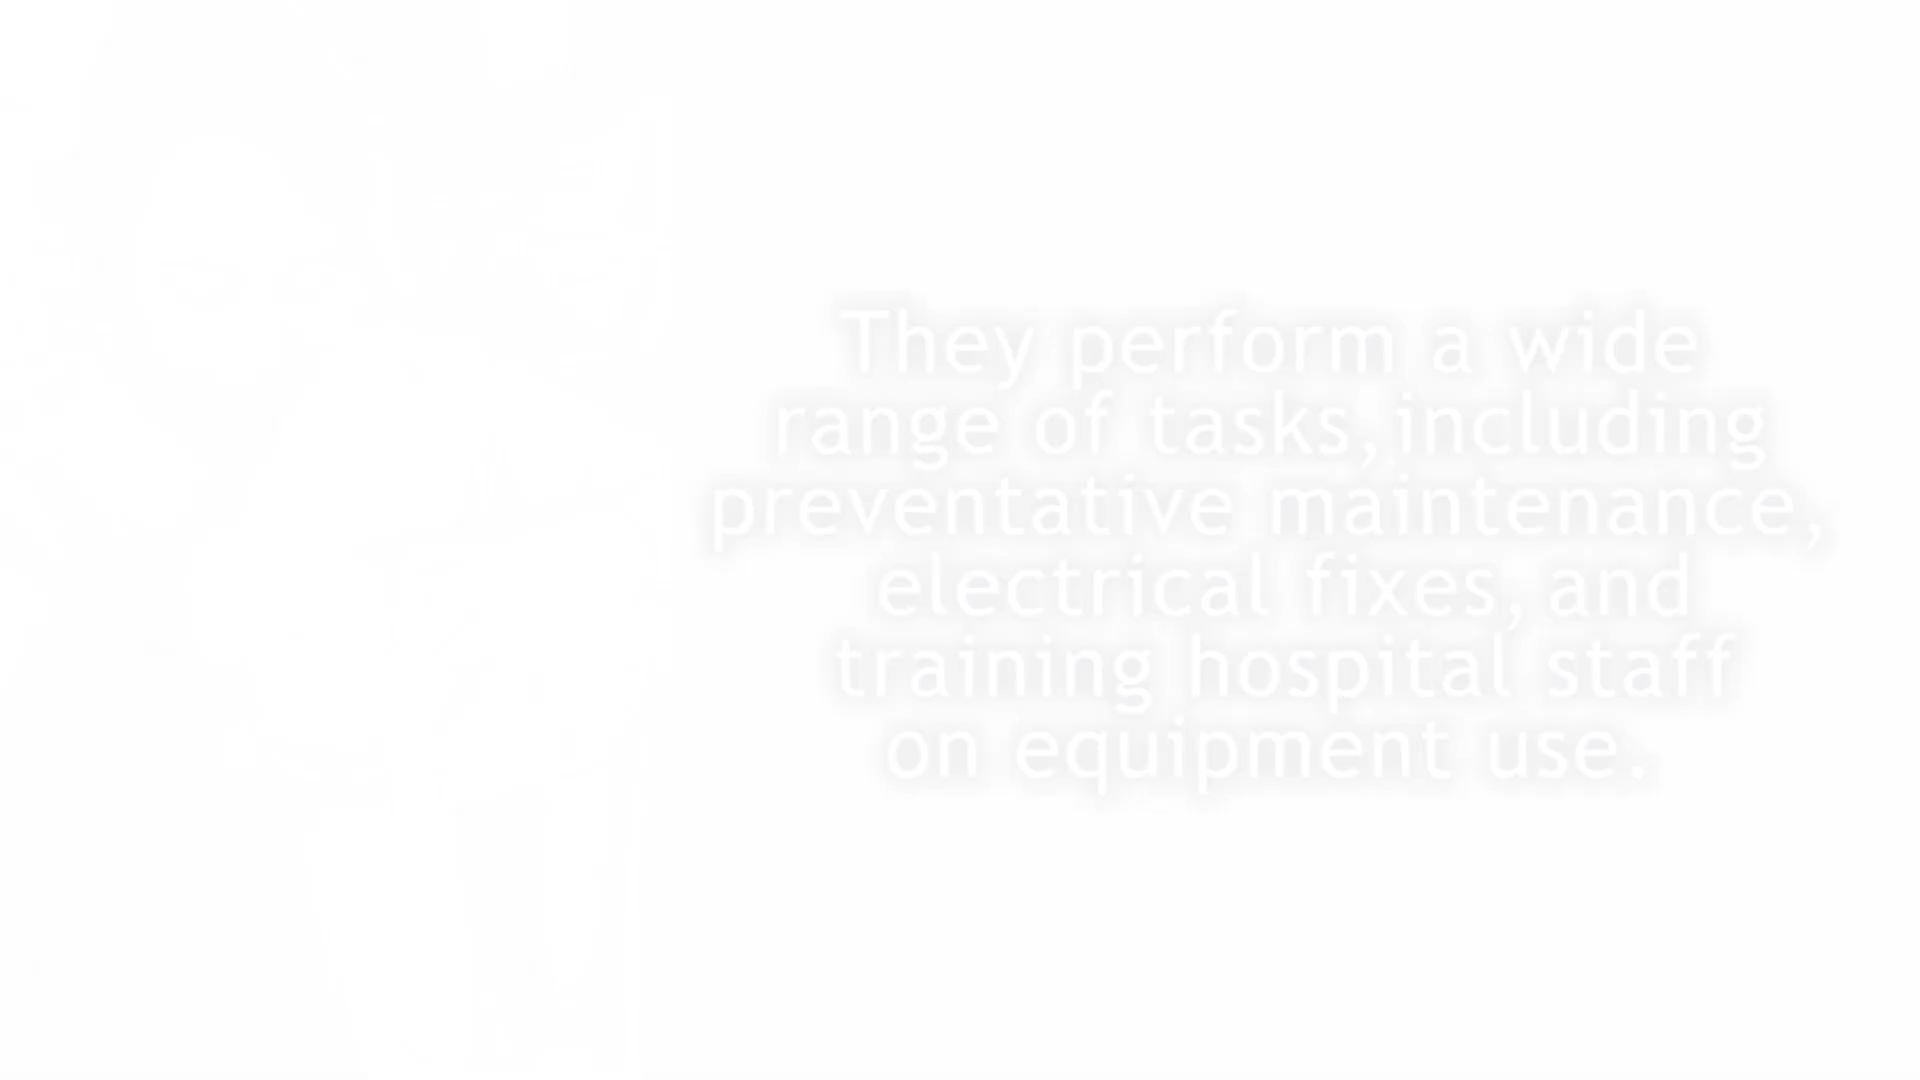 They perform a wide
range of tasks, including
preventative maintenance,
electrical fixes, and
training hospital staff
on equipment use.